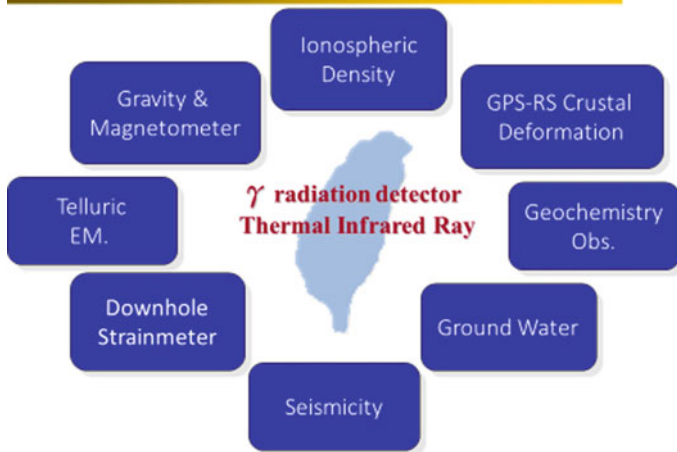 Ionospheric
Density
Gravity &
Magnetometer
GPS-RS Crustal
Deformation
γ radiation detector
Thermal Infrared Ray
Telluric
EM.
Geochemistry
Obs.
Downhole
Strainmeter
Ground Water
Seismicity